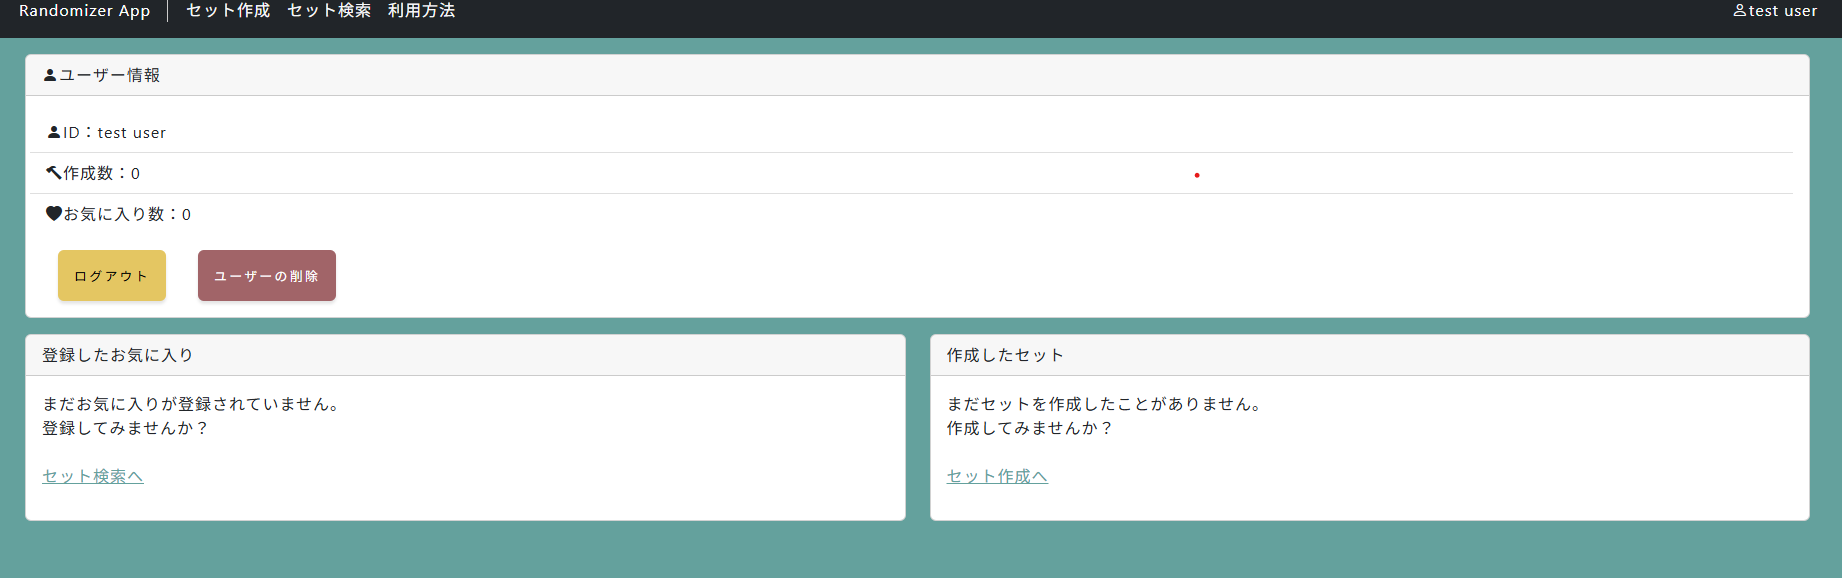 Randomizer App セット作成 セット検索 利用方法 test user
ユーザー情報
ID：test user
作成数：0
お気に入り数：0
ログアウト ユーザーの削除
登録したお気に入り
まだお気に入りが登録されていません。
登録してみませんか？
セット検索へ
作成したセット
まだセットを作成したことがありません。
作成してみませんか？
セット作成へ